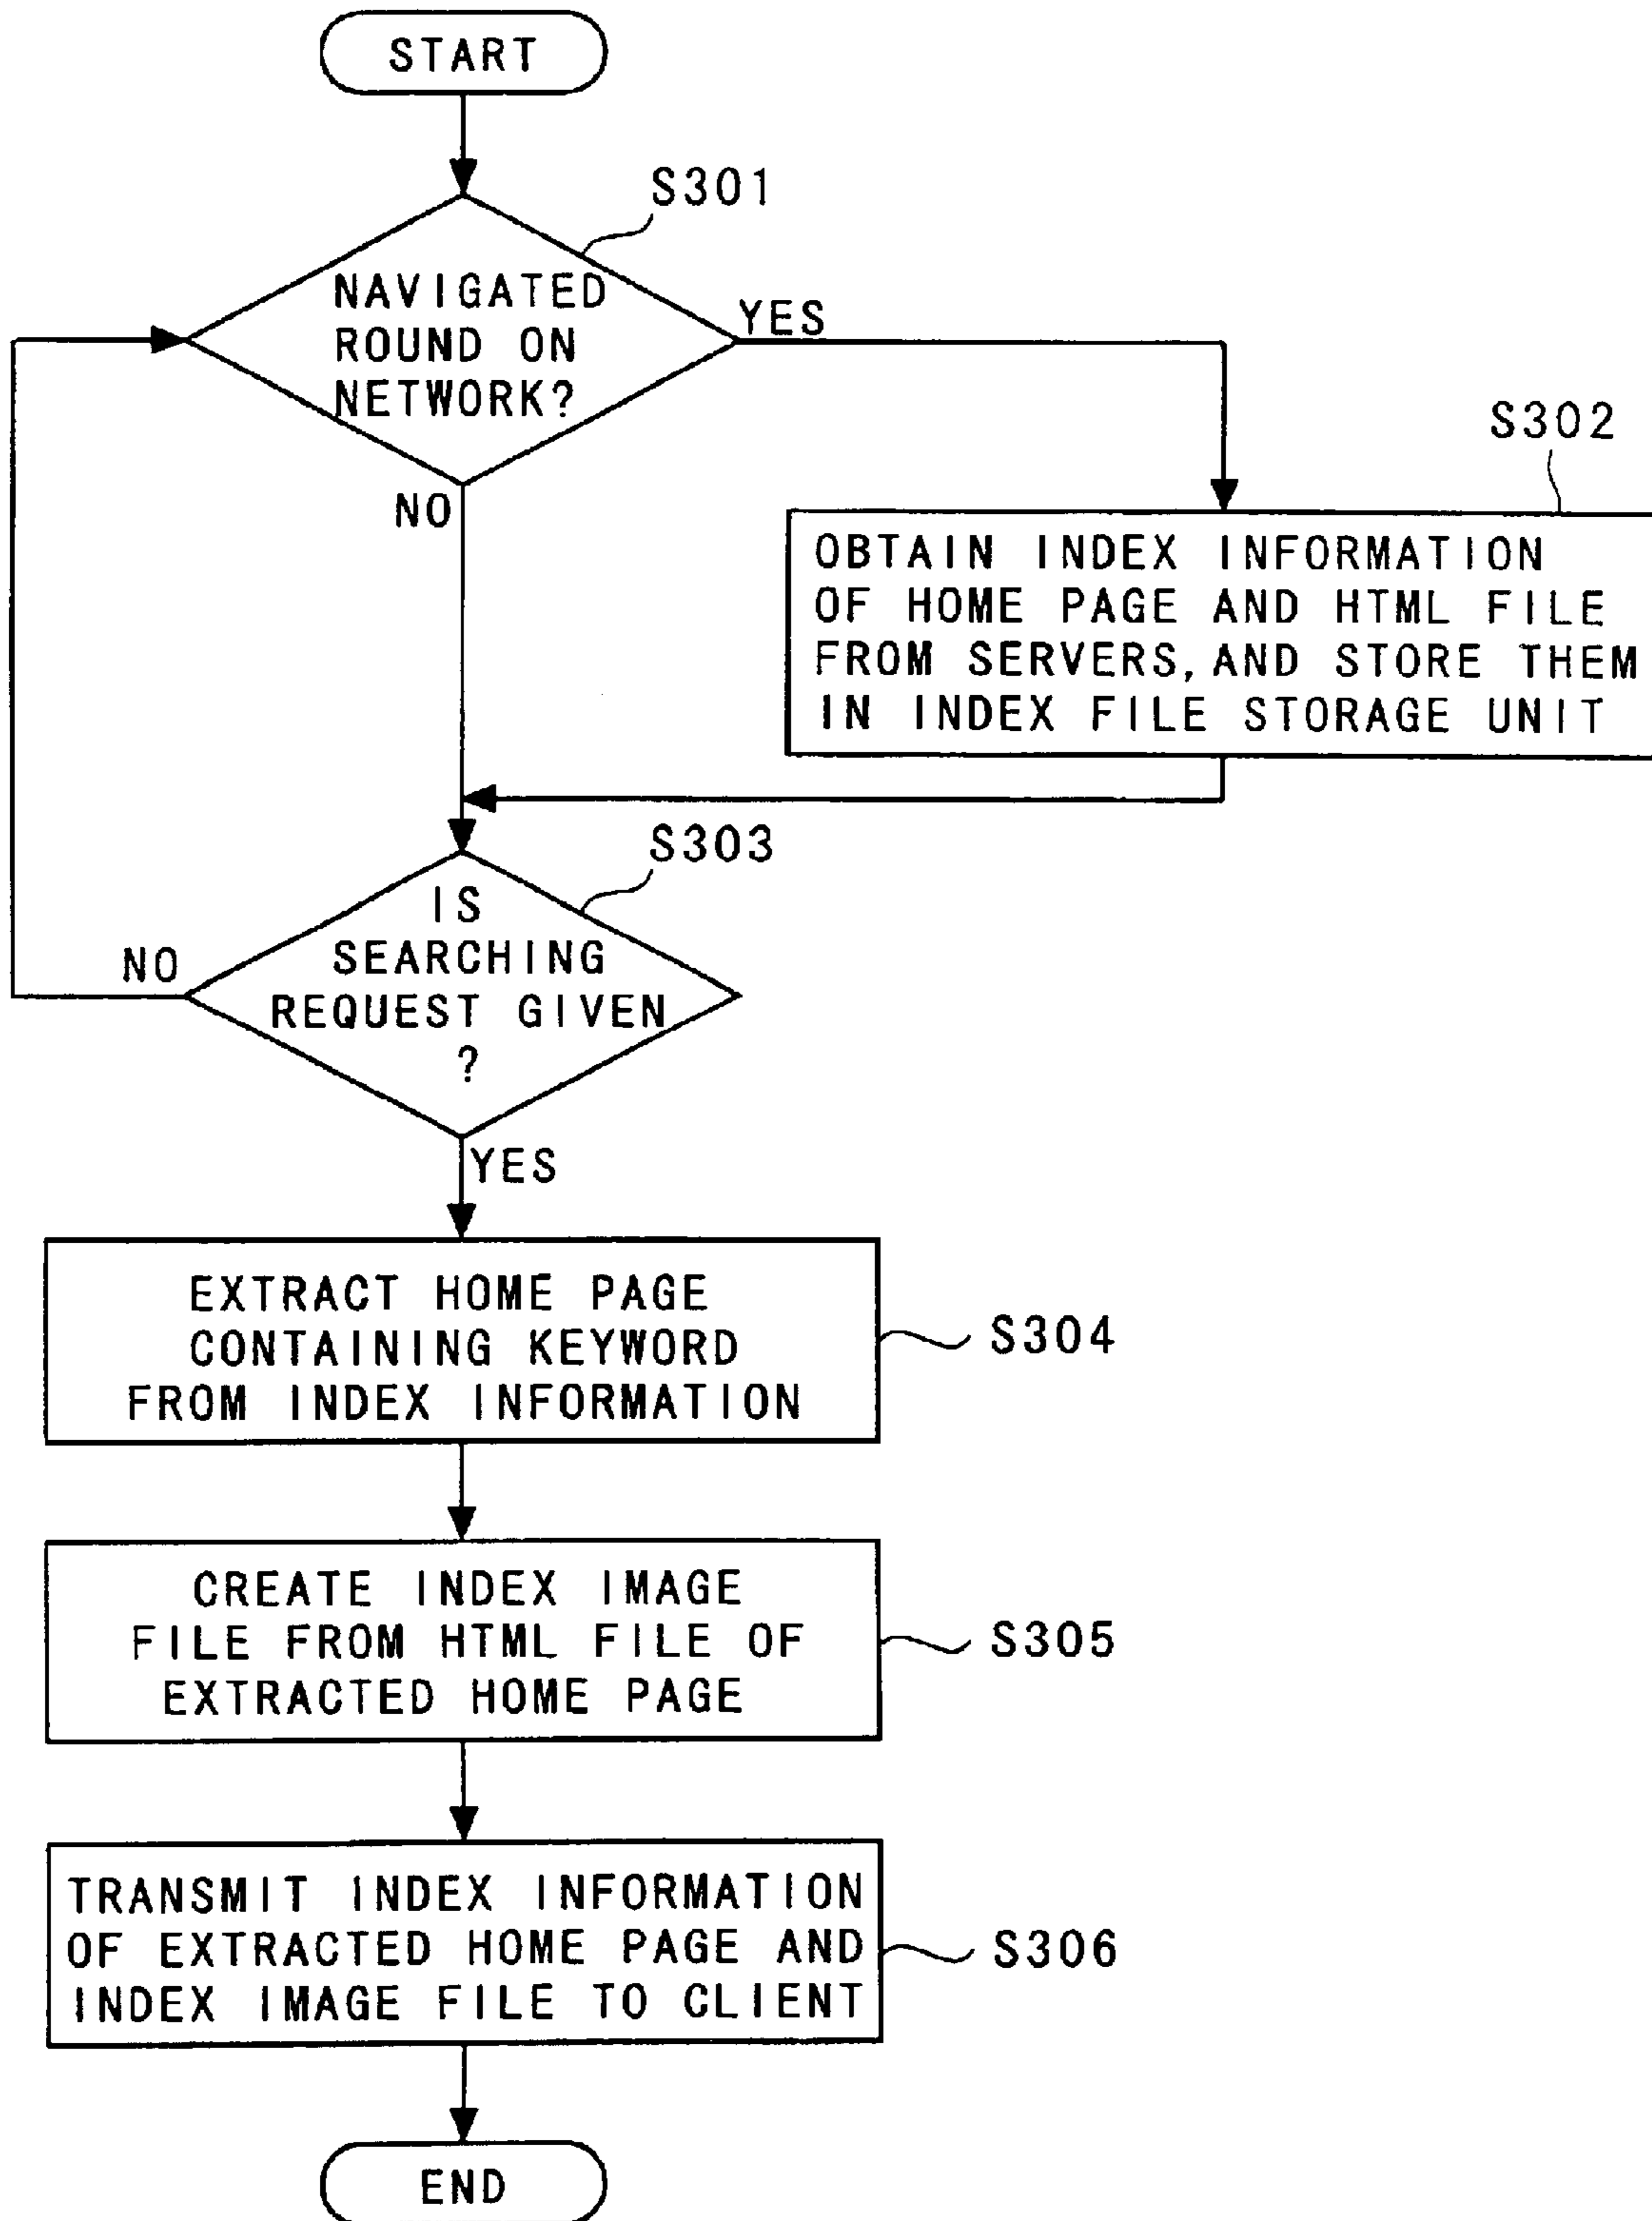 START
S301
NAVIGATED
ROUND ON
NETWORK?
YES
NO
S302
OBTAIN INDEX INFORMATION
OF HOME PAGE AND HTML FILE
FROM SERVERS, AND STORE THEM
IN INDEX FILE STORAGE UNIT
S303
IS
SEARCHING
REQUEST GIVEN
?
NO
YES
EXTRACT HOME PAGE
CONTAINING KEYWORD
FROM INDEX INFORMATION
S304
CREATE INDEX IMAGE
FILE FROM HTML FILE OF
EXTRACTED HOME PAGE
S305
TRANSMIT INDEX INFORMATION
OF EXTRACTED HOME PAGE AND
INDEX IMAGE FILE TO CLIENT
S306
END